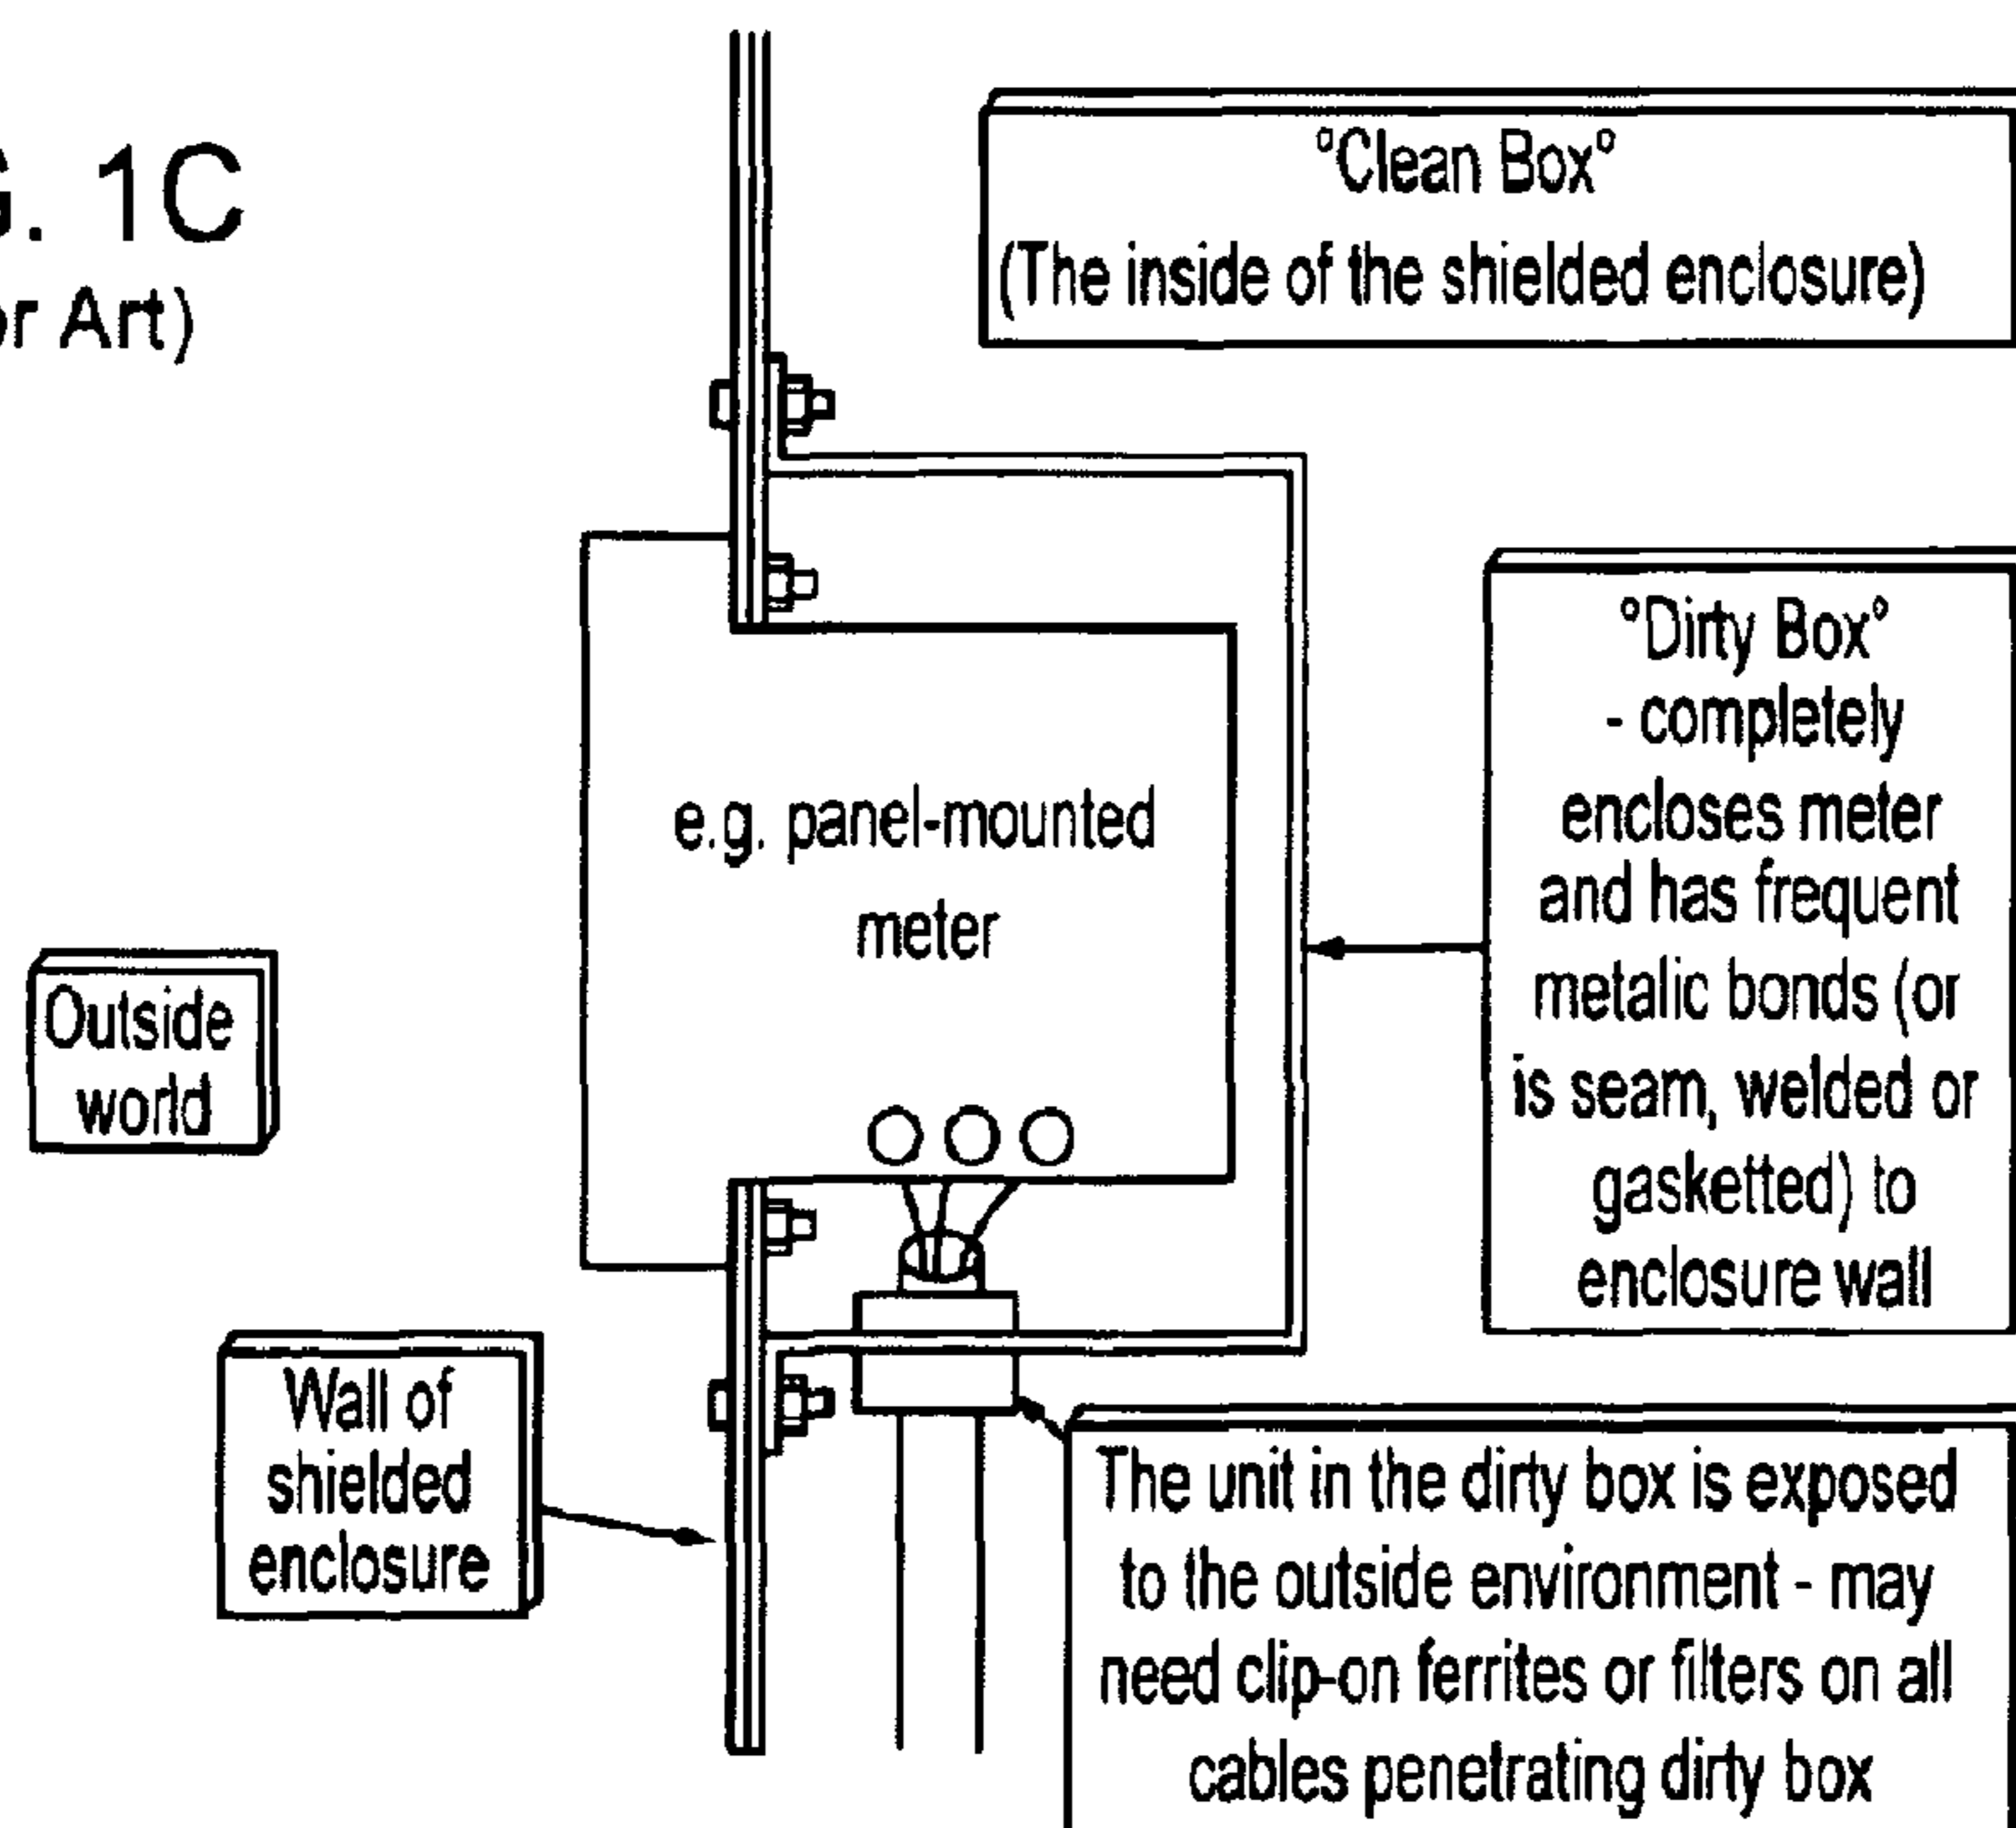 G. 1C
or Art)
°Clean Box°
(The inside of the shielded enclosure)
e.g. panel-mounted
meter
°Dirty Box°
- completely
encloses meter
and has frequent
metalic bonds (or
is seam, welded or
gasketted) to
enclosure wall
Outside
world
Wall of
shielded
enclosure
The unit in the dirty box is exposed
to the outside environment - may
need clip-on ferrites or filters on all
cables penetrating dirty box